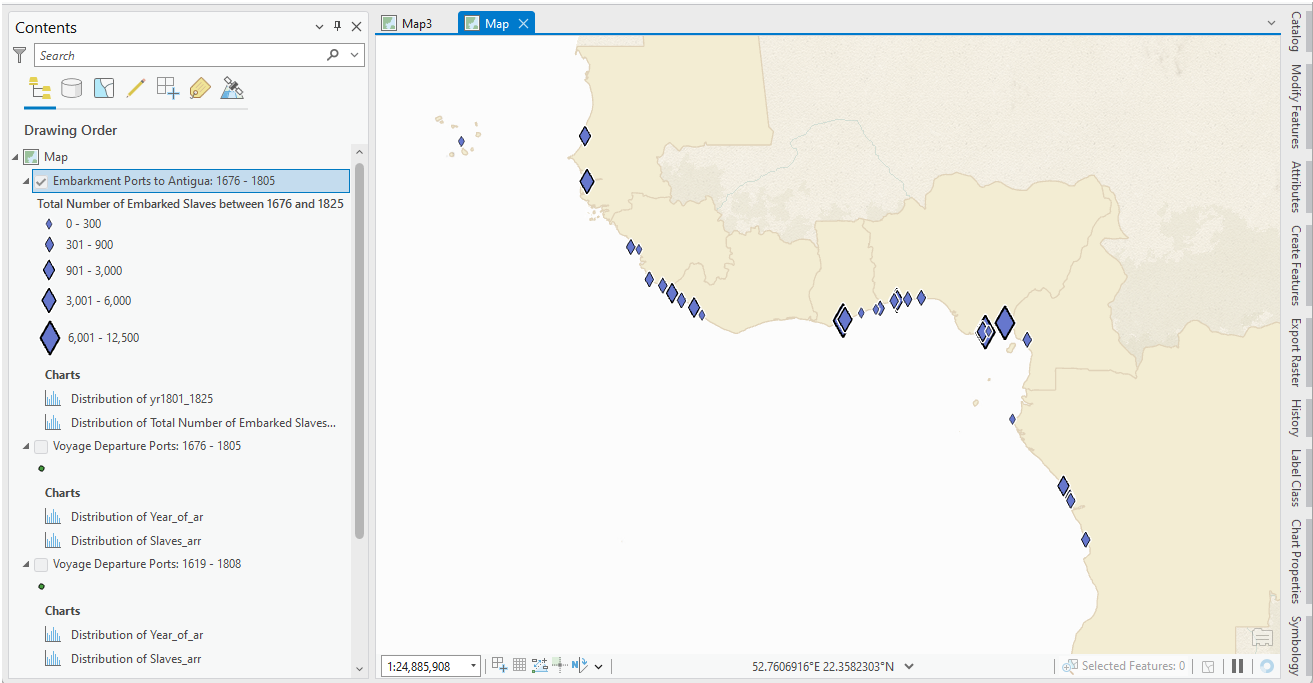 Contents
Search
Drawing Order
Map
Embarkment Ports to Antigua: 1676 - 1805
Total Number of Embarked Slaves between 1676 and 1825
0 - 300
301 - 900
901 - 3,000
3,001 - 6,000
6,001 - 12,500
Charts
Distribution of yr1801_1825
Distribution of Total Number of Embarked Slaves...
Voyage Departure Ports: 1676 - 1805
Charts
Distribution of Year_of_ar
Distribution of Slaves_arr
Voyage Departure Ports: 1619 - 1808
Charts
Distribution of Year_of_ar
Distribution of Slaves_arr
Map3
Map
1:24,885,908
N
52.7606916°E 22.3582303°N
Selected Features: 0
Catalog
Modify Features
Attributes
Create Features
Export Raster
History
Label Class
Chart Properties
Symbology